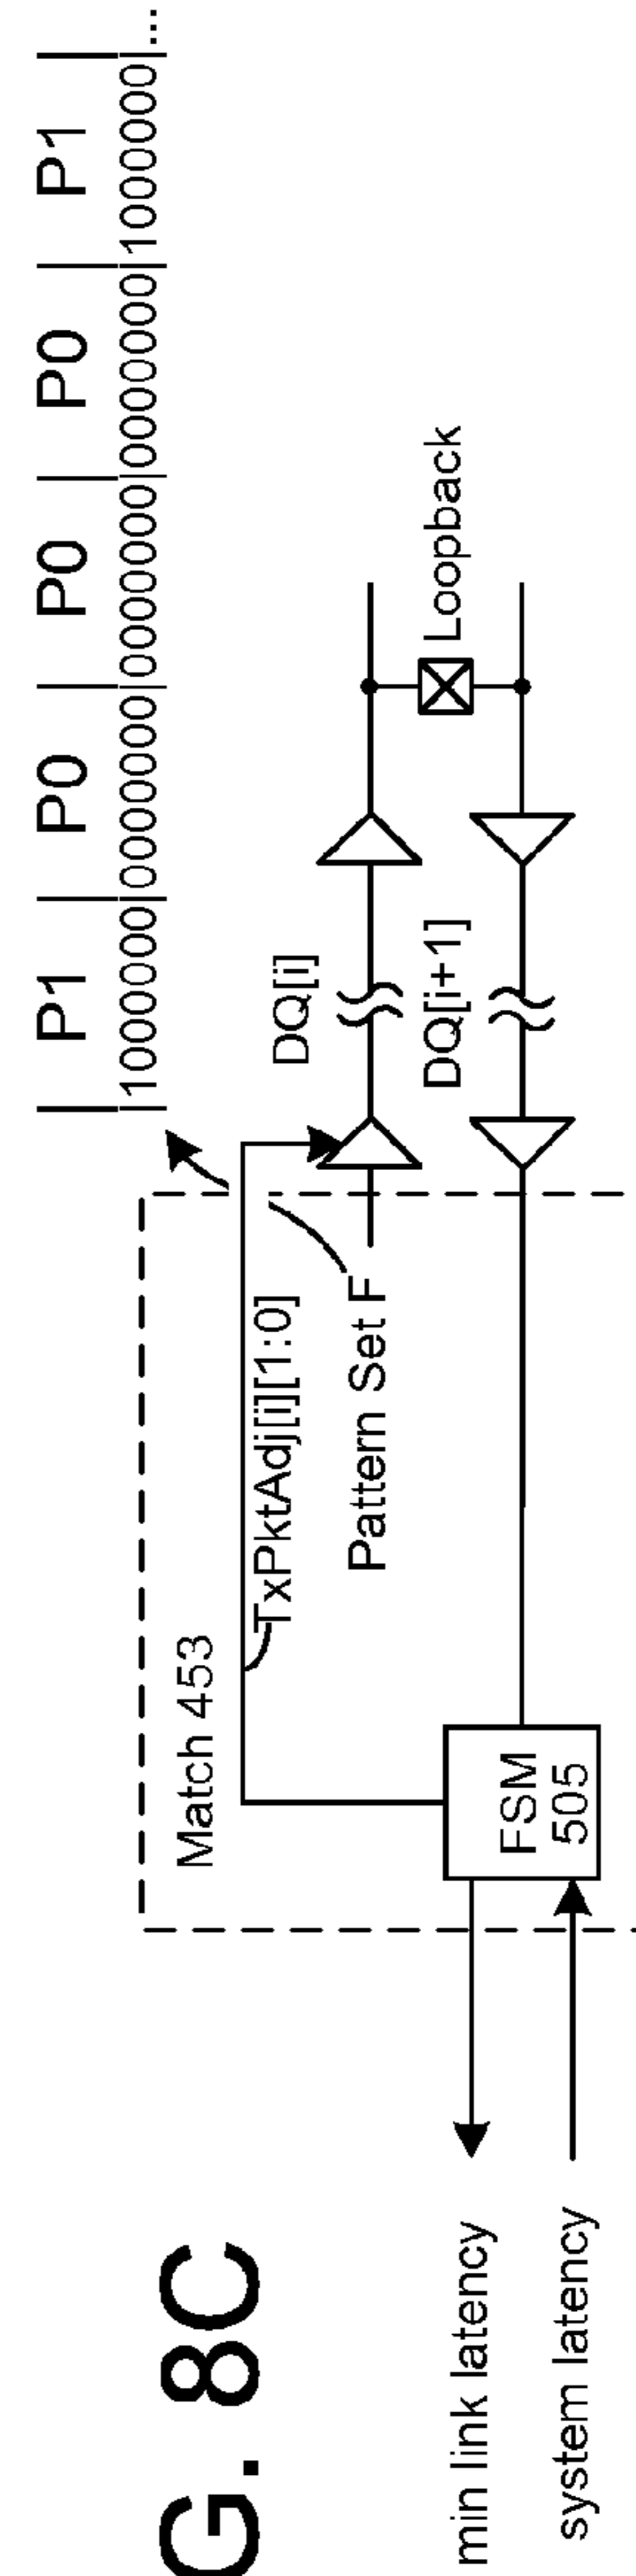 P1 P0 P0 P0 P1
|1000000|0000000|0000000|0000000|1000000|...
DQ[i]
Loopback
DQ[i+1]
TxPktAdj[i][1:0]
Pattern Set F
Match 453
FSM
505
G. 8C
min link latency
system latency